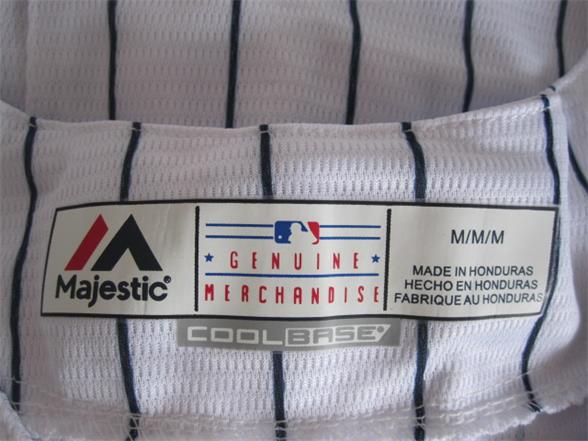 Majestic®
GENUINE
MERCHANDISE
M/M/M
MADE IN HONDURAS
HECHO EN HONDURAS
FABRIQUE AU HONDURAS
COOLBASE®